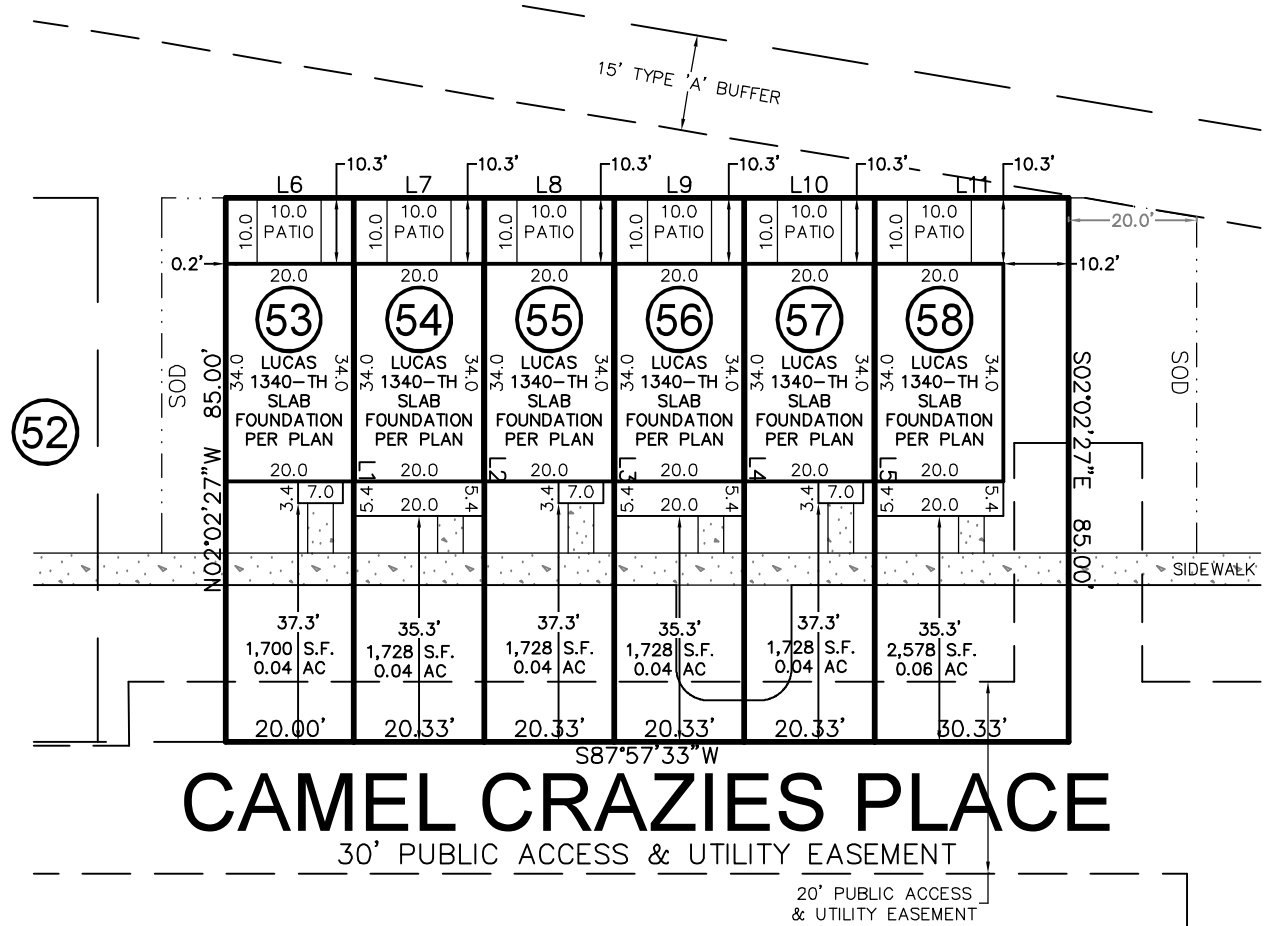 15' TYPE 'A' BUFFER
10.3' 10.3' 10.3' 10.3' 10.3' 10.3'
L6 L7 L8 L9 L10 L11
10.0 10.0 10.0 10.0 10.0 10.0
PATIO PATIO PATIO PATIO PATIO PATIO
10.0 10.0 10.0 10.0 10.0 10.0
20.0'
0.2' 10.2'
20.0 20.0 20.0 20.0 20.0 20.0
53 54 55 56 57 58
LUCAS LUCAS LUCAS LUCAS LUCAS LUCAS
1340-TH 1340-TH 1340-TH 1340-TH 1340-TH 1340-TH
SLAB SLAB SLAB SLAB SLAB SLAB
FOUNDATION FOUNDATION FOUNDATION FOUNDATION FOUNDATION FOUNDATION
PER PLAN PER PLAN PER PLAN PER PLAN PER PLAN PER PLAN
34.0 34.0 34.0 34.0 34.0 34.0 34.0 34.0 34.0 34.0 34.0 34.0
SOD SOD
52
N02°02'27"W 85.00'
S02°02'27"E 85.00'
20.0 20.0 20.0 20.0 20.0 20.0
L1 L2 L3 L4 L5
3.4 7.0 5.4 20.0 5.4 3.4 7.0 5.4 20.0 5.4 3.4 7.0 5.4 20.0 5.4
SIDEWALK
37.3' 35.3' 37.3' 35.3' 37.3' 35.3'
1,700 S.F. 1,728 S.F. 1,728 S.F. 1,728 S.F. 1,728 S.F. 2,578 S.F.
0.04 AC 0.04 AC 0.04 AC 0.04 AC 0.04 AC 0.06 AC
20.00' 20.33' 20.33' 20.33' 20.33' 30.33'
S87°57'33"W
CAMEL CRAZIES PLACE
30' PUBLIC ACCESS & UTILITY EASEMENT
20' PUBLIC ACCESS
& UTILITY EASEMENT